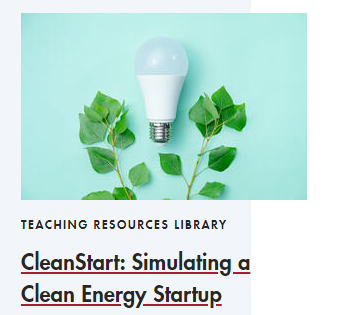 TEACHING RESOURCES LIBRARY
CleanStart: Simulating a
Clean Energy Startup